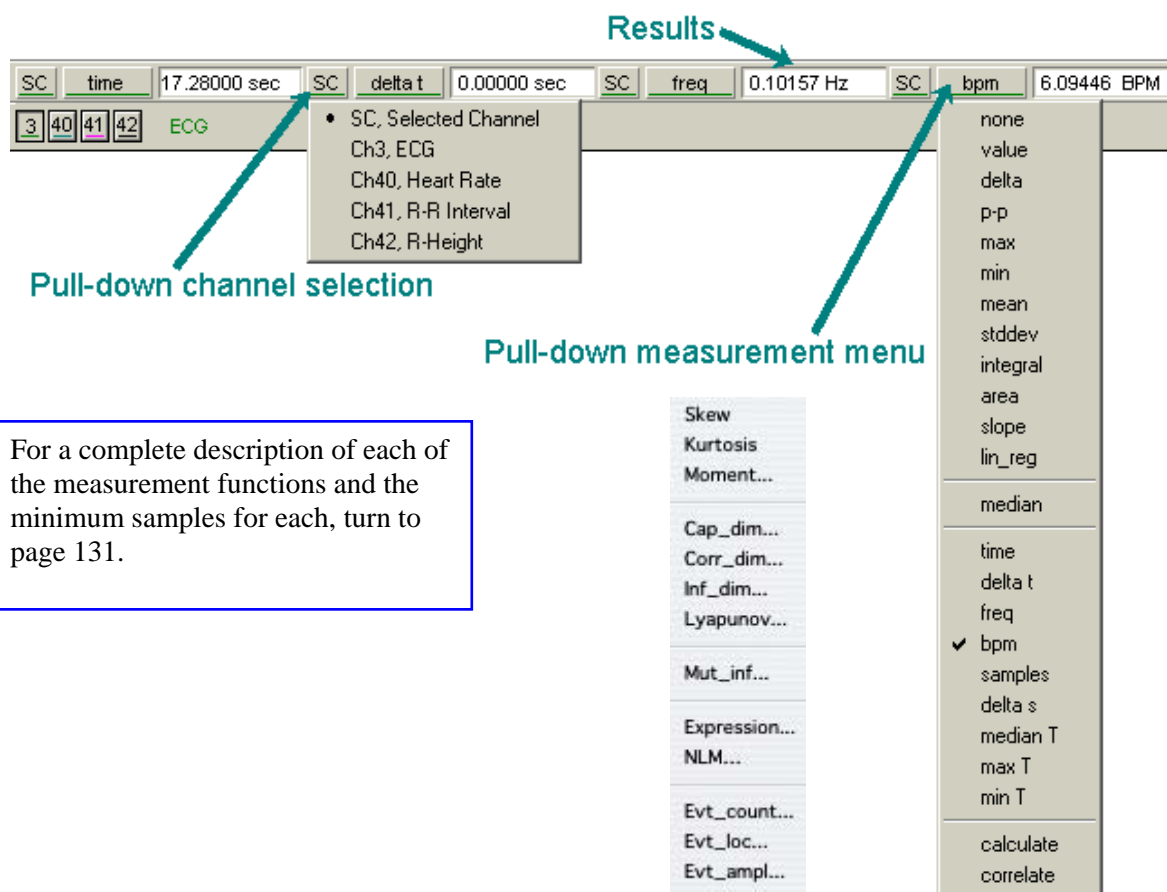 Results
SC time 17.28000 sec SC delta t 0.00000 sec SC freq 0.10157 Hz SC bpm 6.09446 BPM
3 40 41 42 ECG
• SC, Selected Channel
Ch3, ECG
Ch40, Heart Rate
Ch41, R-R Interval
Ch42, R-Height
Pull-down channel selection
none
value
delta
p-p
max
min
mean
stddev
integral
area
slope
lin_reg
median
time
delta t
freq
✔ bpm
samples
delta s
median T
max T
min T
calculate
correlate
Pull-down measurement menu
For a complete description of each of
the measurement functions and the
minimum samples for each, turn to
page 131.
Skew
Kurtosis
Moment...
Cap_dim...
Corr_dim...
Inf_dim...
Lyapunov...
Mut_inf...
Expression...
NLM...
Evt_count...
Evt_loc...
Evt_ampl...